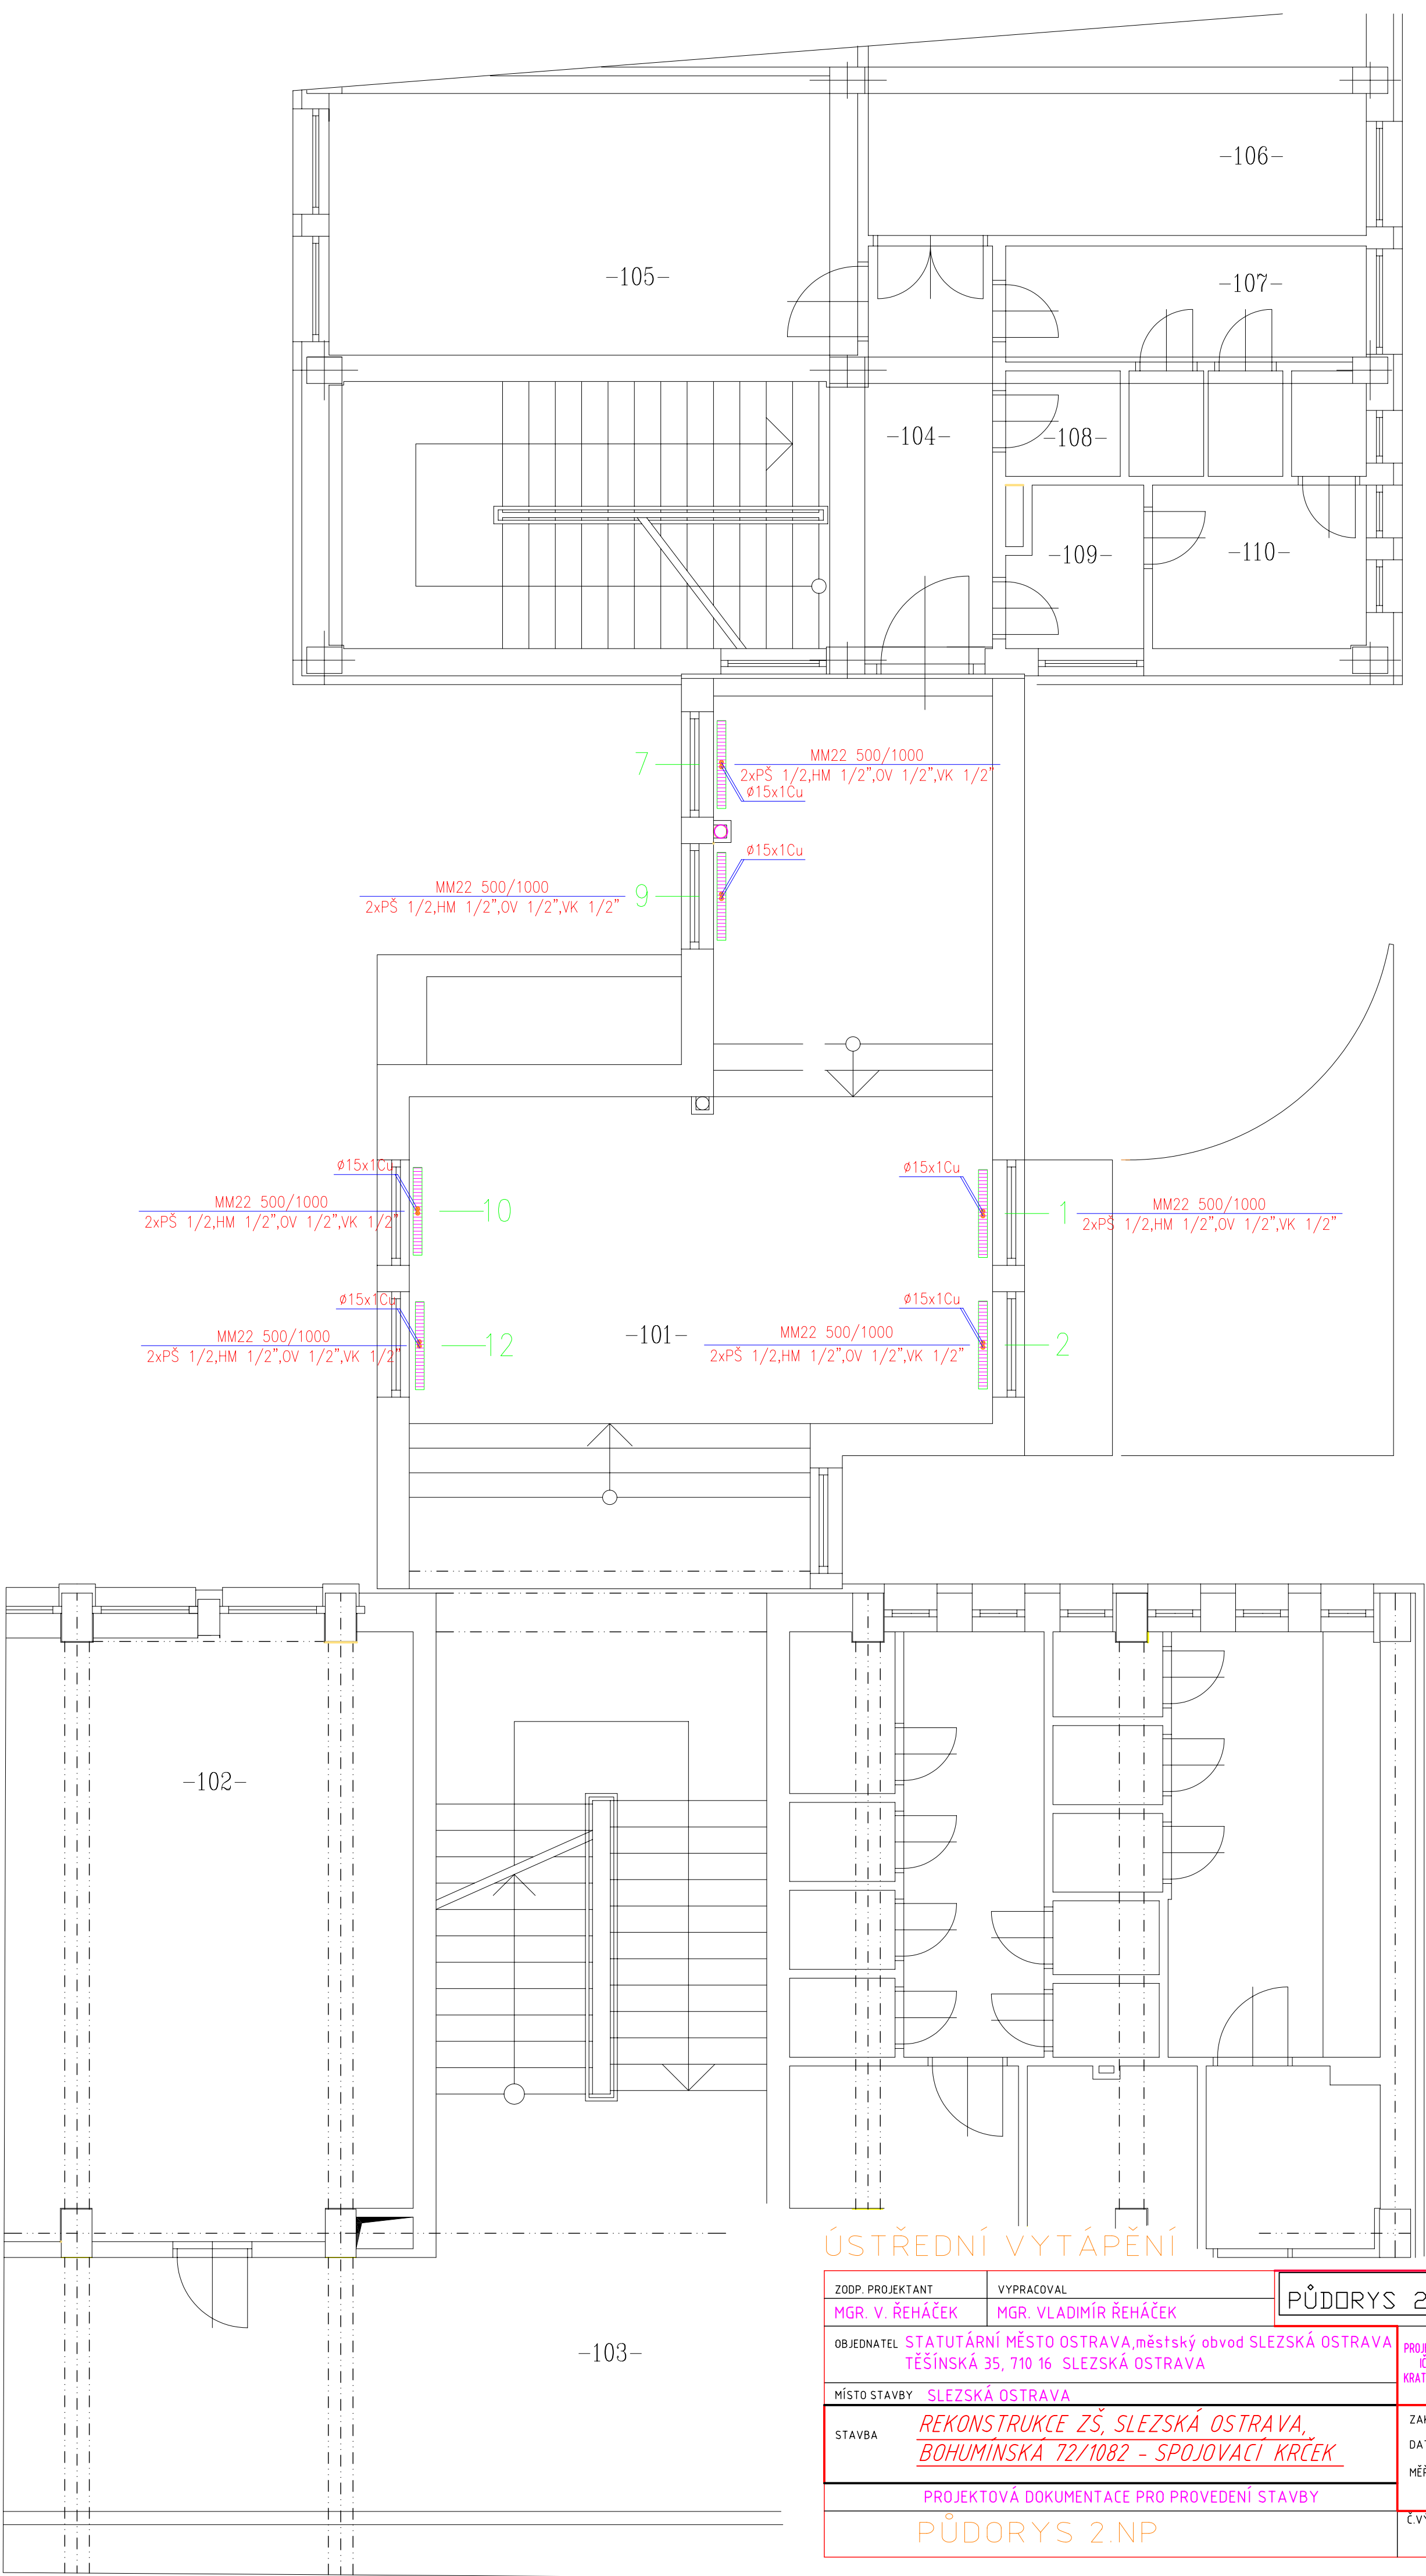 -106-
-105-
-107-
-104-
-108-
-109-
-110-
7
MM22 500/1000
2xPŠ 1/2,HM 1/2",OV 1/2",VK 1/2"
ø15x1Cu
ø15x1Cu
MM22 500/1000
2xPŠ 1/2,HM 1/2",OV 1/2",VK 1/2"
9
ø15x1Cu
MM22 500/1000
2xPŠ 1/2,HM 1/2",OV 1/2",VK 1/2"
10
ø15x1Cu
1
MM22 500/1000
2xPŠ 1/2,HM 1/2",OV 1/2",VK 1/2"
ø15x1Cu
MM22 500/1000
2xPŠ 1/2,HM 1/2",OV 1/2",VK 1/2"
12
-101-
ø15x1Cu
MM22 500/1000
2xPŠ 1/2,HM 1/2",OV 1/2",VK 1/2"
2
-102-
-103-
ÚSTŘEDNÍ VYTÁPĚNÍ
ZODP. PROJEKTANT
VYPRACOVAL
MGR. V. ŘEHÁČEK
MGR. VLADIMÍR ŘEHÁČEK
PŮDORYS 2
OBJEDNATEL STATUTÁRNÍ MĚSTO OSTRAVA,městský obvod SLEZSKÁ OSTRAVA
TĚŠÍNSKÁ 35, 710 16 SLEZSKÁ OSTRAVA
MÍSTO STAVBY SLEZSKÁ OSTRAVA
STAVBA
REKONSTRUKCE ZŠ, SLEZSKÁ OSTRAVA,
BOHUMÍNSKÁ 72/1082 - SPOJOVACÍ KRČEK
PROJEKTOVÁ DOKUMENTACE PRO PROVEDENÍ STAVBY
PŮDORYS 2.NP